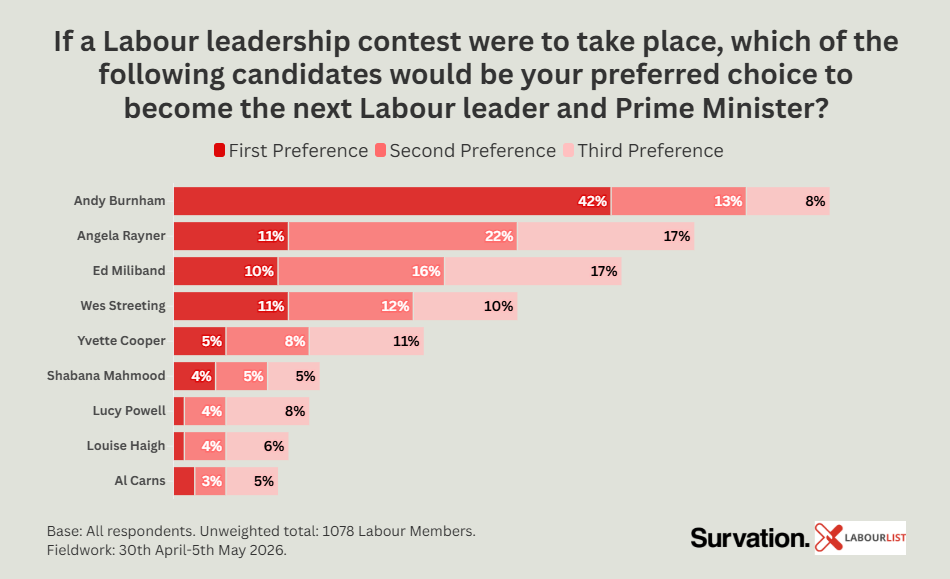 If a Labour leadership contest were to take place, which of the
following candidates would be your preferred choice to
become the next Labour leader and Prime Minister?
First Preference Second Preference Third Preference
Andy Burnham 42% 13% 8%
Angela Rayner 11% 22% 17%
Ed Miliband 10% 16% 17%
Wes Streeting 11% 12% 10%
Yvette Cooper 5% 8% 11%
Shabana Mahmood 4% 5% 5%
Lucy Powell 4% 8%
Louise Haigh 4% 6%
Al Carns 3% 5%
Base: All respondents. Unweighted total: 1078 Labour Members.
Fieldwork: 30th April-5th May 2026.
Survation. LABOURLIST